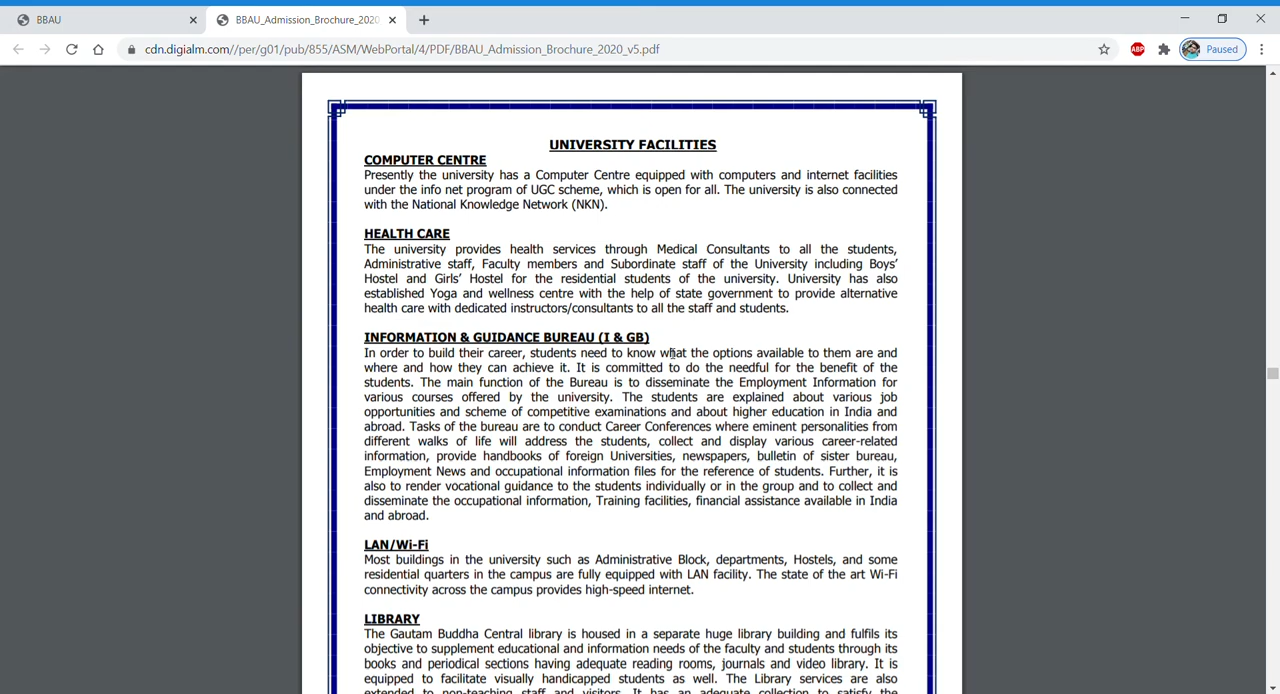 BBAU
BBAU_Admission_Brochure_2020
cdn.digialm.com//per/g01/pub/855/ASM/WebPortal/4/PDF/BBAU_Admission_Brochure_2020_v5.pdf
ABP
Paused
UNIVERSITY FACILITIES
COMPUTER CENTRE
Presently the university has a Computer Centre equipped with computers and internet facilities
under the info net program of UGC scheme, which is open for all. The university is also connected
with the National Knowledge Network (NKN).
HEALTH CARE
The university provides health services through Medical Consultants to all the students,
Administrative staff, Faculty members and Subordinate staff of the University including Boys'
Hostel and Girls' Hostel for the residential students of the university. University has also
established Yoga and wellness centre with the help of state government to provide alternative
health care with dedicated instructors/consultants to all the staff and students.
INFORMATION & GUIDANCE BUREAU (I & GB)
In order to build their career, students need to know what the options available to them are and
where and how they can achieve it. It is committed to do the needful for the benefit of the
students. The main function of the Bureau is to disseminate the Employment Information for
various courses offered by the university. The students are explained about various job
opportunities and scheme of competitive examinations and about higher education in India and
abroad. Tasks of the bureau are to conduct Career Conferences where eminent personalities from
different walks of life will address the students, collect and display various career-related
information, provide handbooks of foreign Universities, newspapers, bulletin of sister bureau,
Employment News and occupational information files for the reference of students. Further, it is
also to render vocational guidance to the students individually or in the group and to collect and
disseminate the occupational information, Training facilities, financial assistance available in India
and abroad.
LAN/Wi-Fi
Most buildings in the university such as Administrative Block, departments, Hostels, and some
residential quarters in the campus are fully equipped with LAN facility. The state of the art Wi-Fi
connectivity across the campus provides high-speed internet.
LIBRARY
The Gautam Buddha Central library is housed in a separate huge library building and fulfils its
objective to supplement educational and information needs of the faculty and students through its
books and periodical sections having adequate reading rooms, journals and video library. It is
equipped to facilitate visually handicapped students as well. The Library services are also
extended to non-teaching staff and visitors. It has an adequate collection to satisfy the